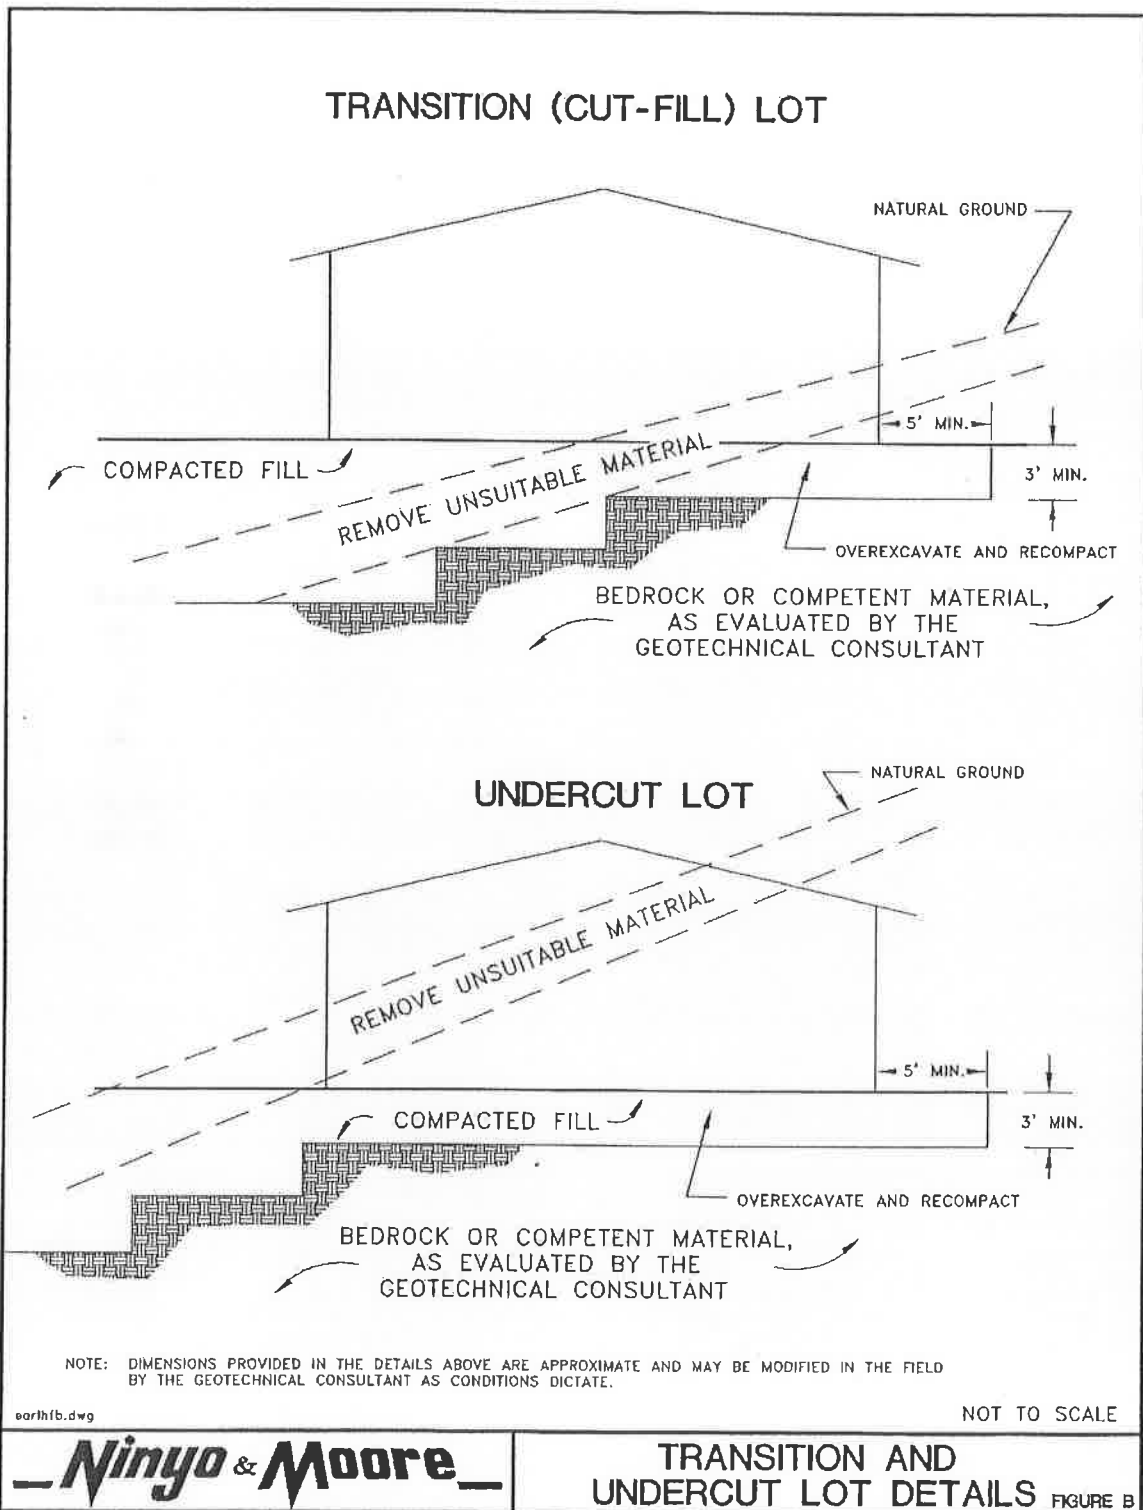 TRANSITION (CUT-FILL) LOT
NATURAL GROUND
5' MIN.
COMPACTED FILL
REMOVE UNSUITABLE MATERIAL
3' MIN.
OVEREXCAVATE AND RECOMPACT
BEDROCK OR COMPETENT MATERIAL,
AS EVALUATED BY THE
GEOTECHNICAL CONSULTANT
UNDERCUT LOT
NATURAL GROUND
REMOVE UNSUITABLE MATERIAL
5' MIN.
COMPACTED FILL
3' MIN.
OVEREXCAVATE AND RECOMPACT
BEDROCK OR COMPETENT MATERIAL,
AS EVALUATED BY THE
GEOTECHNICAL CONSULTANT
NOTE: DIMENSIONS PROVIDED IN THE DETAILS ABOVE ARE APPROXIMATE AND MAY BE MODIFIED IN THE FIELD
BY THE GEOTECHNICAL CONSULTANT AS CONDITIONS DICTATE.
earthfb.dwg
NOT TO SCALE
Ninyo & Moore
TRANSITION AND
UNDERCUT LOT DETAILS FIGURE B